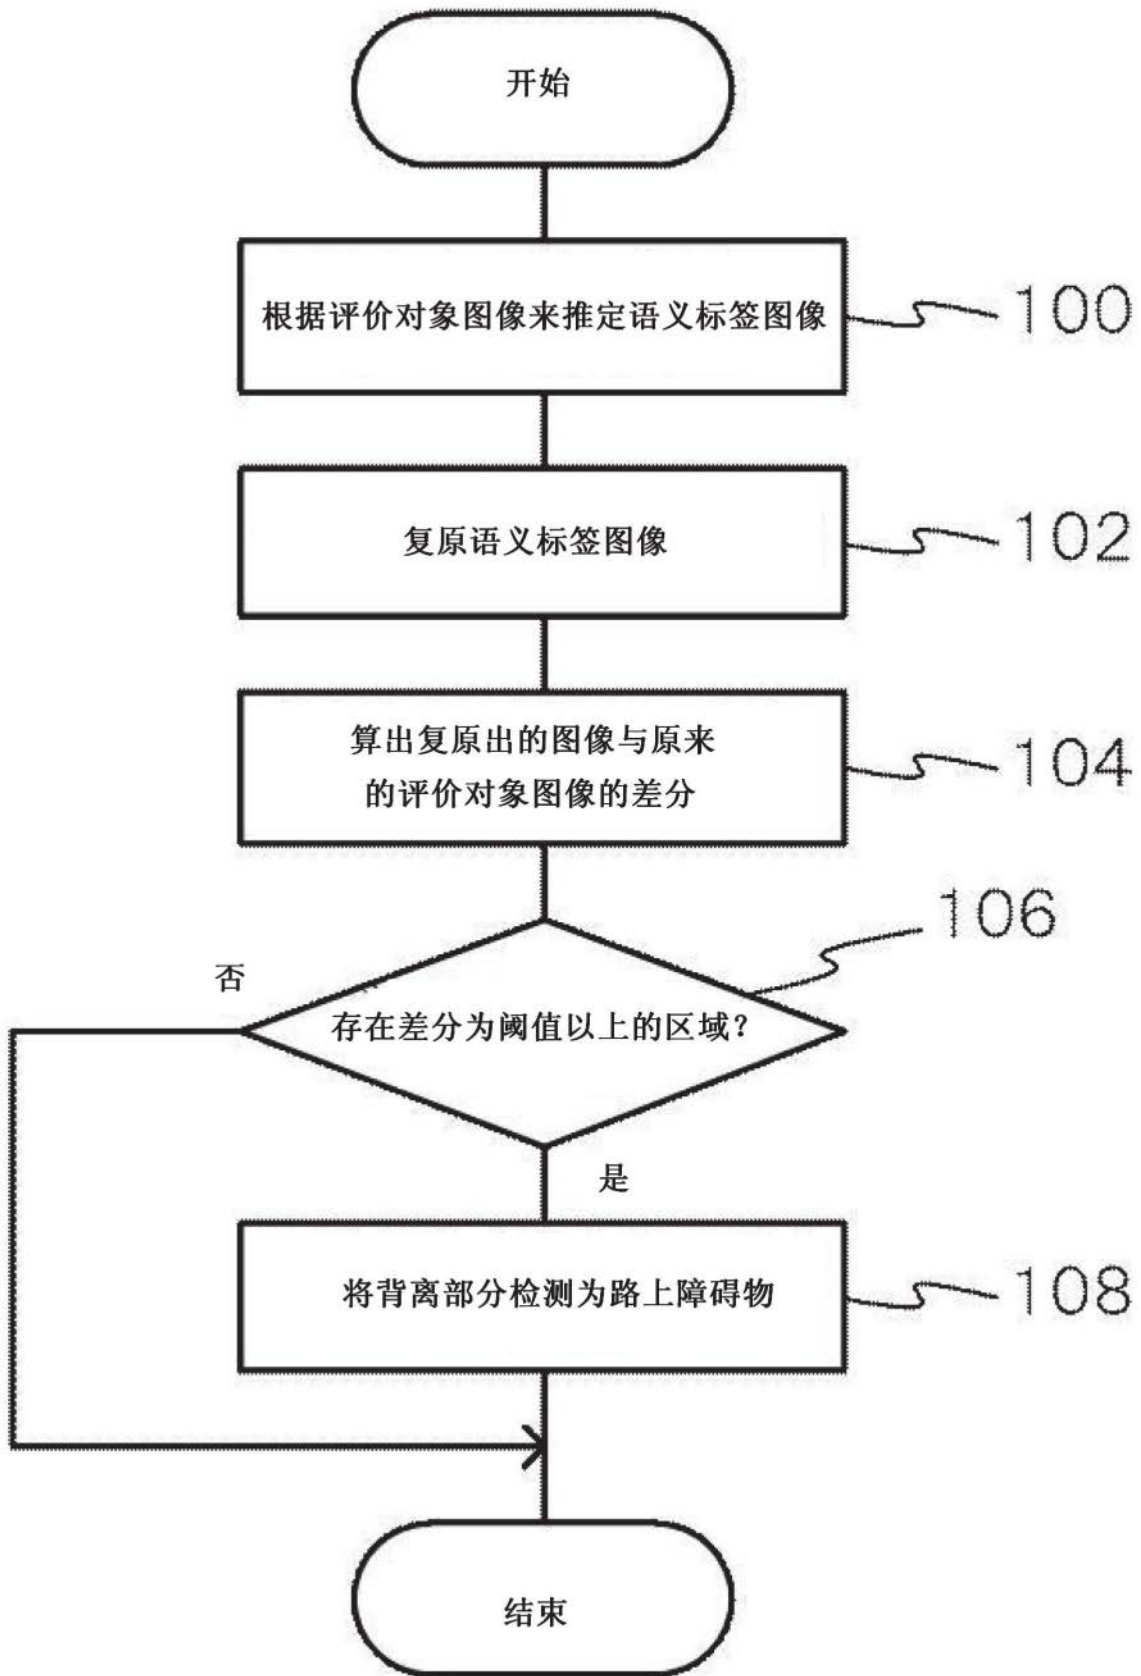 开始
根据评价对象图像来推定语义标签图像
100
复原语义标签图像
102
算出复原出的图像与原来
的评价对象图像的差分
104
106
否
存在差分为阈值以上的区域？
是
将背离部分检测为路上障碍物
108
结束